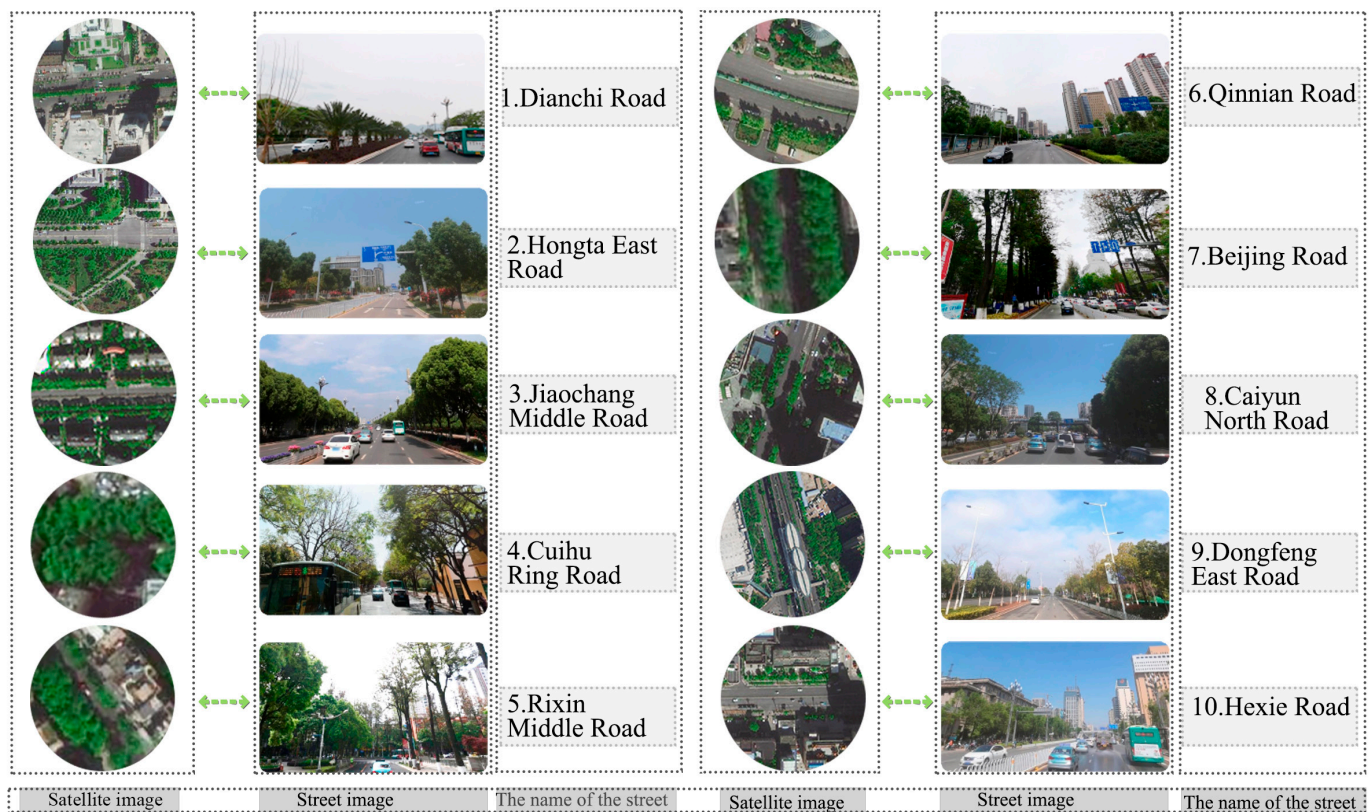 1.Dianchi Road
2.Hongta East
Road
3.Jiaochang
Middle Road
4.Cuihu
Ring Road
5.Rixin
Middle Road
6.Qinnian Road
7.Beijing Road
8.Caiyun
North Road
9.Dongfeng
East Road
10.Hexie Road
Satellite image
Street image
The name of the street
Satellite image
Street image
The name of the street